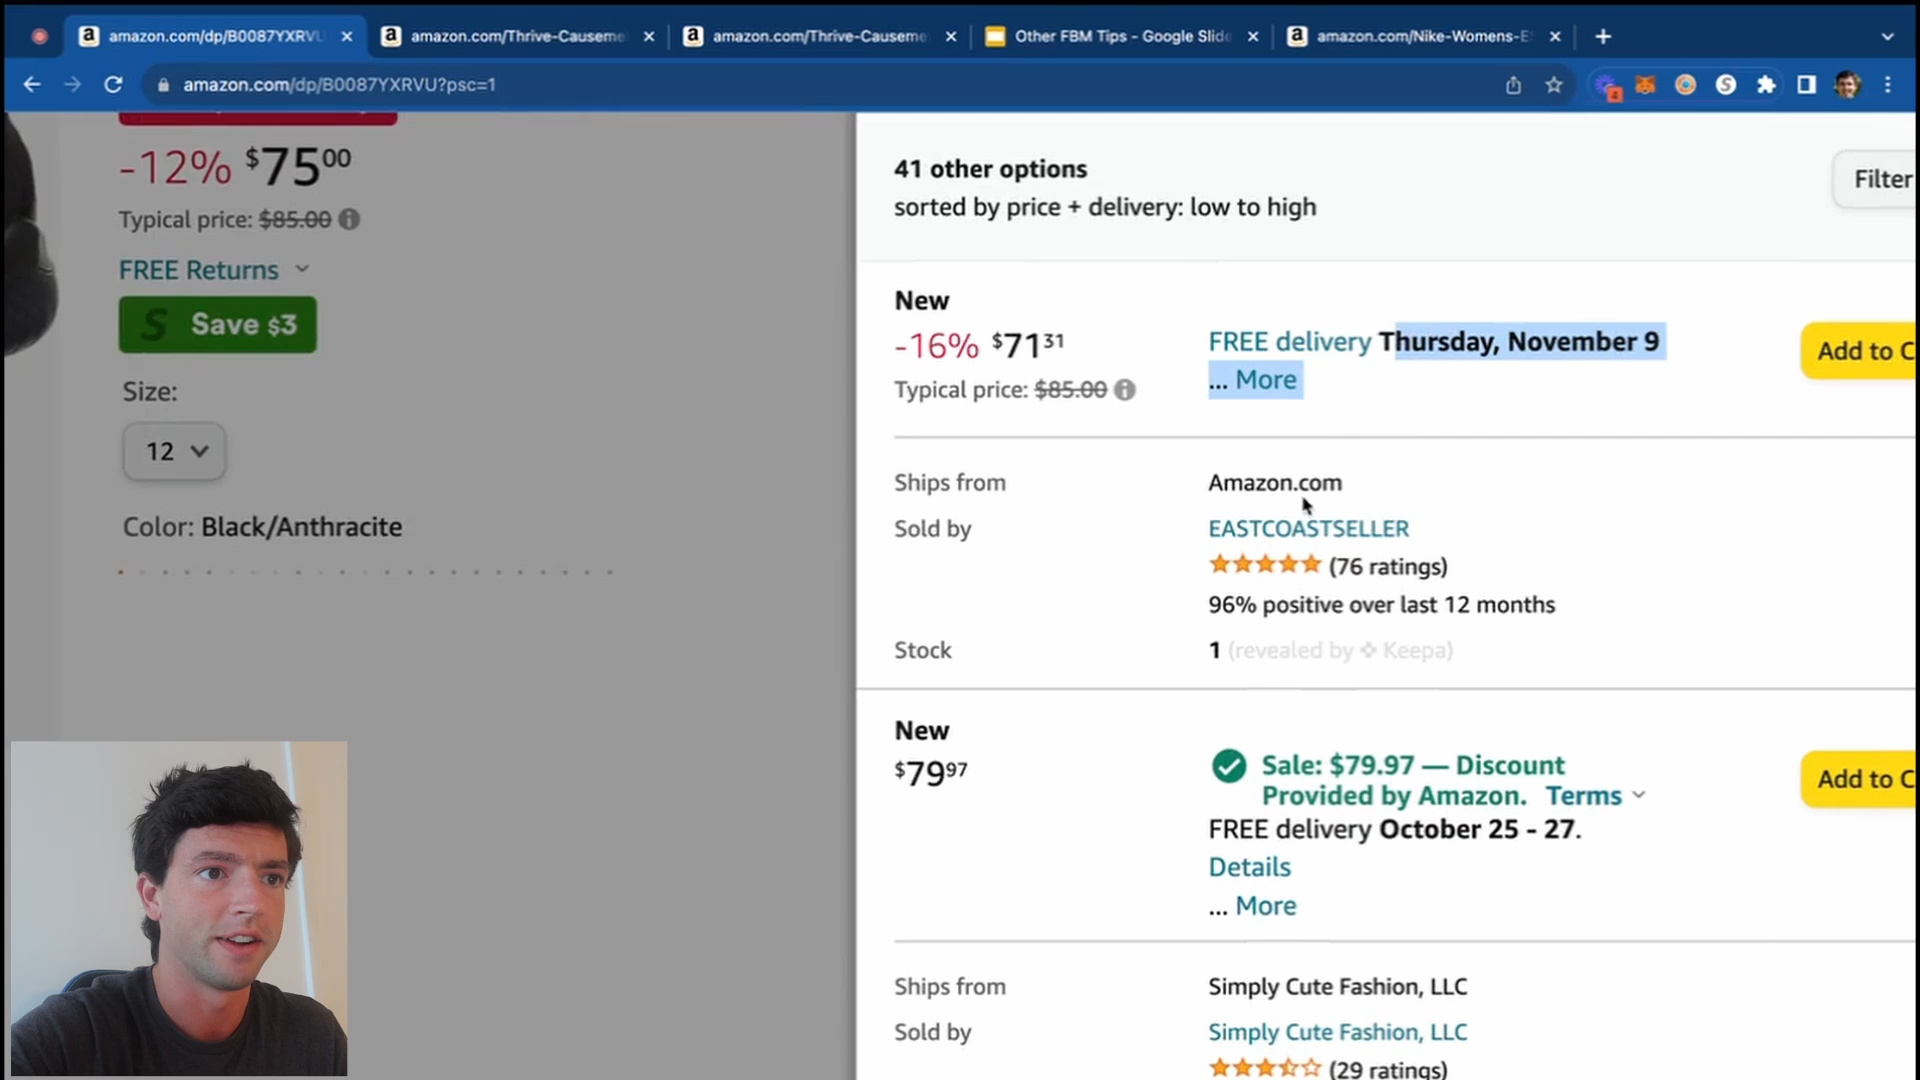 amazon.com/dp/B0087YXRVU
amazon.com/Thrive-Causeme
amazon.com/Thrive-Causeme
Other FBM Tips - Google Slide
amazon.com/Nike-Womens-E
amazon.com/dp/B0087YXRVU?psc=1
4
-12% $75 00
Typical price: $85.00
FREE Returns
Save $3
Size:
12
Color: Black/Anthracite
41 other options
sorted by price + delivery: low to high
Filter
New
-16% $71 31
Typical price: $85.00
FREE delivery Thursday, November 9
... More
Add to C
Ships from
Amazon.com
Sold by
EASTCOASTSELLER
(76 ratings)
96% positive over last 12 months
Stock
1 (revealed by Keepa)
New
$79 97
Sale: $79.97 — Discount
Provided by Amazon. Terms
FREE delivery October 25 - 27.
Details
... More
Add to C
Ships from
Simply Cute Fashion, LLC
Sold by
Simply Cute Fashion, LLC
(29 ratings)